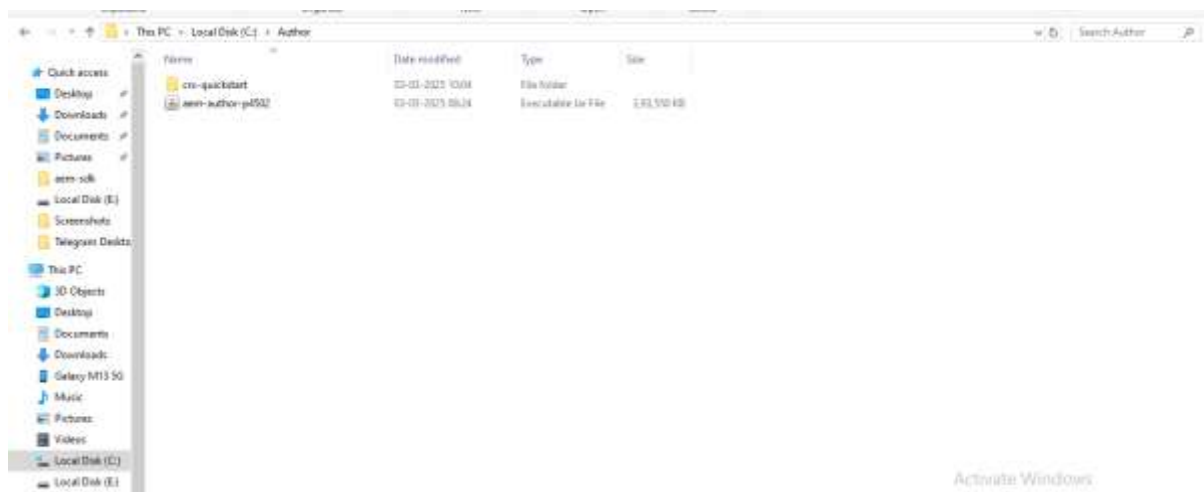 This PC › Local Disk (C:) › Author
Search Author
Name Date modified Type Size
Quick access
crx-quickstart File folder
Desktop
aem-author-p4502 Executable Jar File
Downloads
Documents
Pictures
aem-sdk
Local Disk (E:)
Screenshots
Telegram Deskto
This PC
3D Objects
Desktop
Documents
Downloads
Galaxy M13 5G
Music
Pictures
Videos
Local Disk (C:)
Local Disk (E:)
Activate Windows